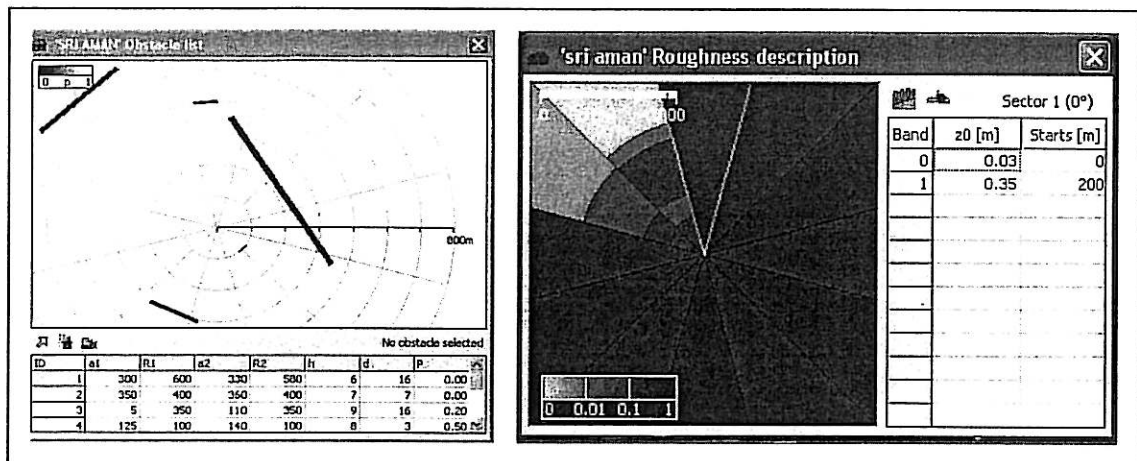 'SRI AMAN' Obstacle list
0 p 1
800m
No obstacle selected
ID a1 R1 a2 R2 h d P
1 300 600 330 580 6 16 0.00
2 350 400 350 400 7 7 0.00
3 5 350 110 350 9 16 0.20
4 125 100 140 100 8 3 0.50
'sri aman' Roughness description
0 0.01 0.1 1
Sector 1 (0°)
Band z0 [m] Starts [m]
0 0.03 0
1 0.35 200